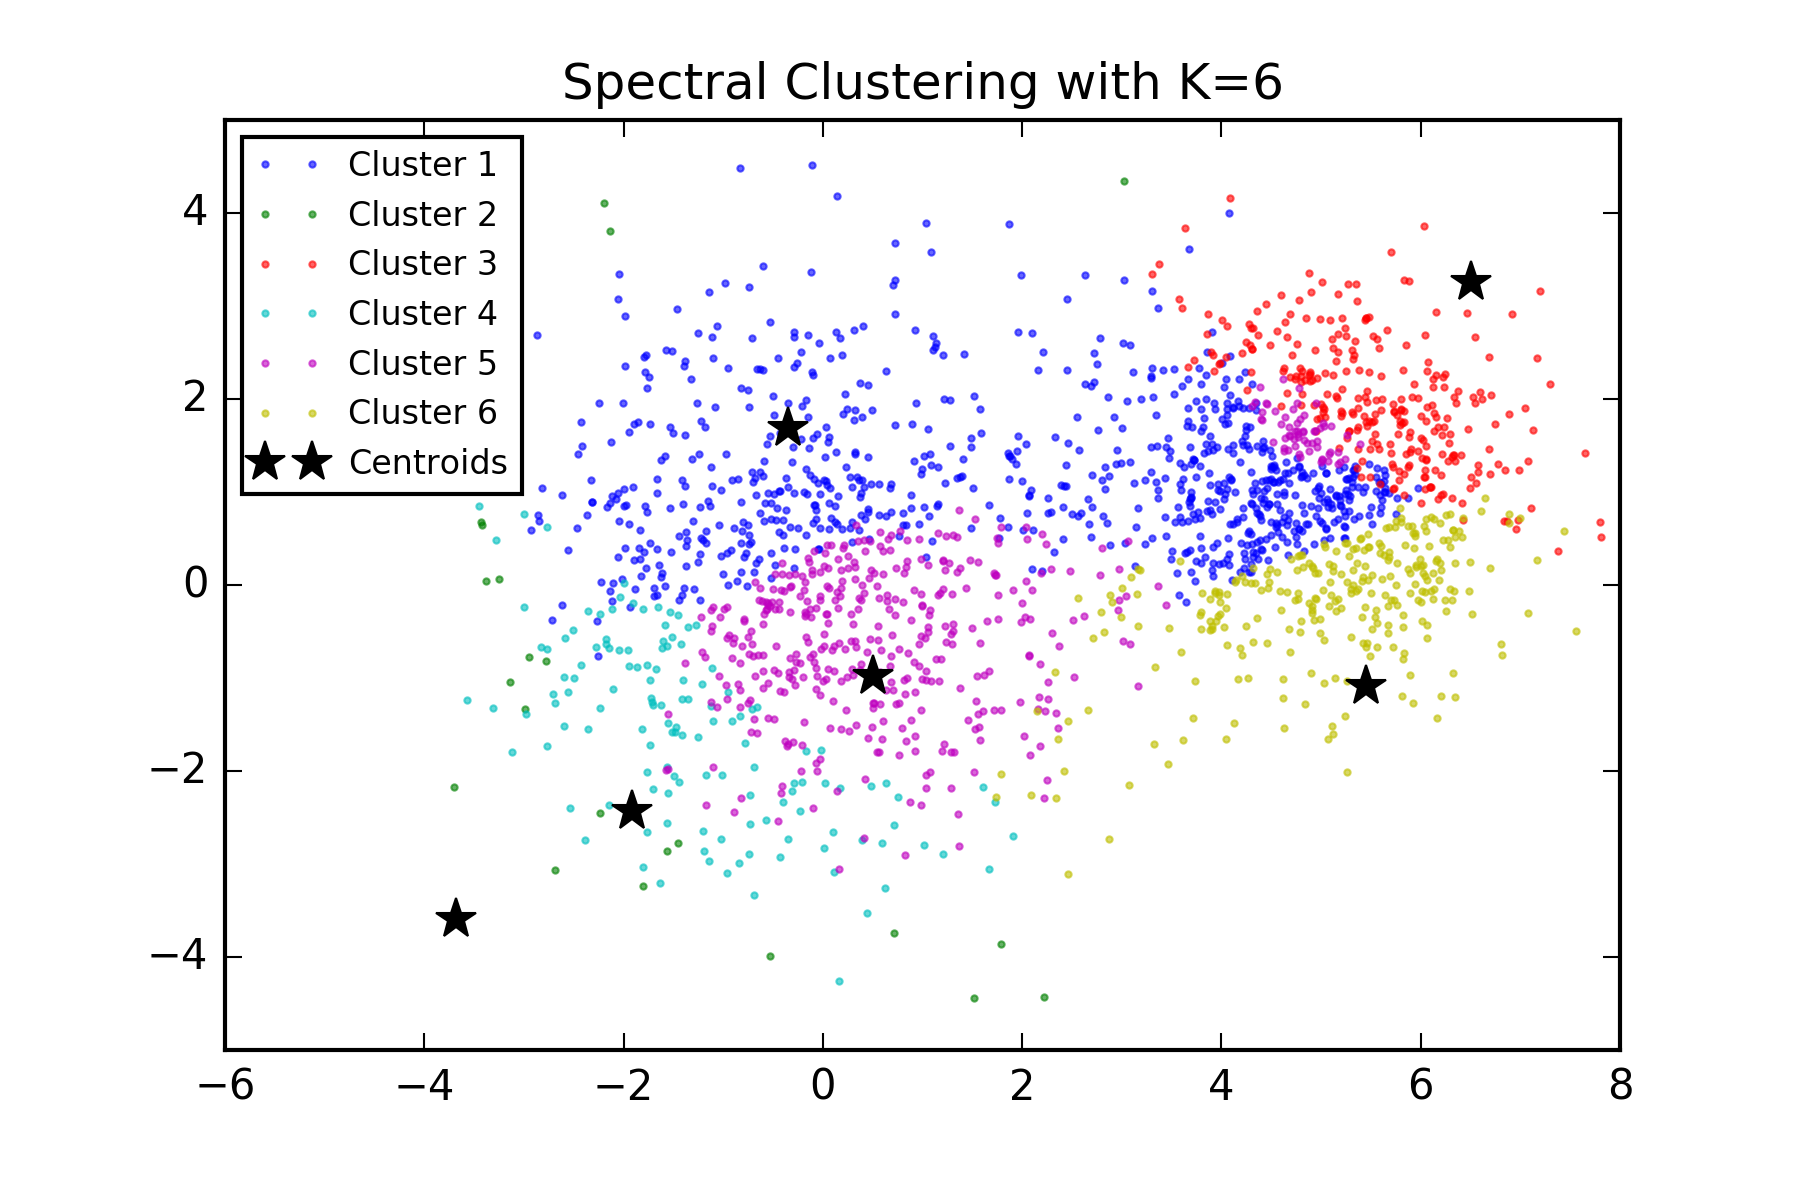 Spectral Clustering with K=6
Cluster 1
Cluster 2
Cluster 3
Cluster 4
Cluster 5
Cluster 6
Centroids
4
2
0
−2
−4
−6 −4 −2 0 2 4 6 8